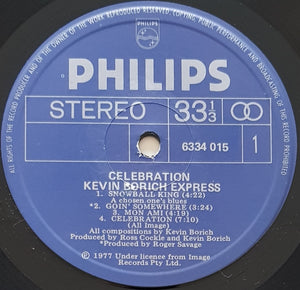 ALL RIGHTS OF THE RECORD PRODUCER AND OF THE OWNER OF THE WORK REPRODUCED RESERVED. COPYING, PUBLIC PERFORMANCE AND BROADCASTING OF THIS RECORD PROHIBITED
PHILIPS
PHILIPS
STEREO 33 1/3
6334 015 1
CELEBRATION
KEVIN BORICH EXPRESS
1. SNOWBALL KING (4:22)
A chosen one's blues
*2. GOIN' SOMEWHERE (3:24)
3. MON AMI (4:19)
4. CELEBRATION (7:10)
(All Image)
All compositions by Kevin Borich
Produced by Ross Cockle and Kevin Borich
*Produced by Roger Savage
℗ 1977 Under licence from Image
Records Pty Ltd.